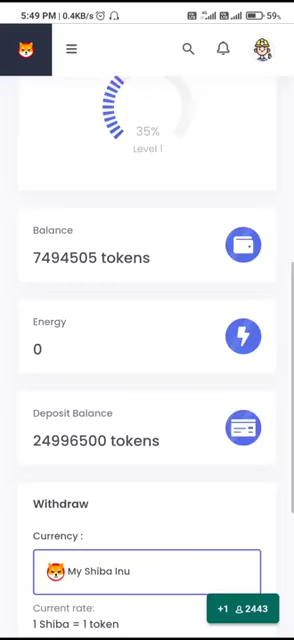 5:49 PM | 0.4KB/s
59%
35%
Level 1
Balance
7494505 tokens
Energy
0
Deposit Balance
24996500 tokens
Withdraw
Currency :
My Shiba Inu
Current rate:
1 Shiba = 1 token
+1 2443